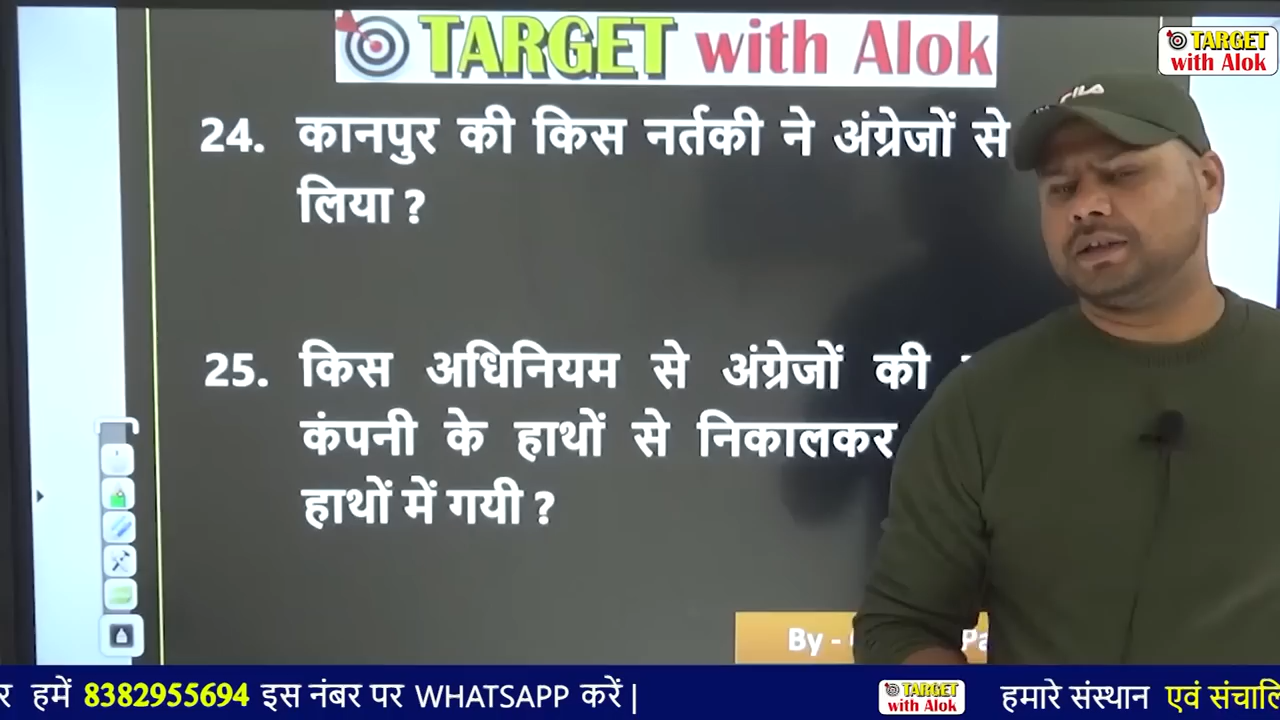 TARGET with Alok
TARGET
with Alok
24. कानपुर की किस नर्तकी ने अंग्रेजों से
लिया ?
25. किस अधिनियम से अंग्रेजों की
कंपनी के हाथों से निकालकर
हाथों में गयी ?
By -
हमें 8382955694 इस नंबर पर WHATSAPP करें |
TARGET
with Alok
हमारे संस्थान एवं